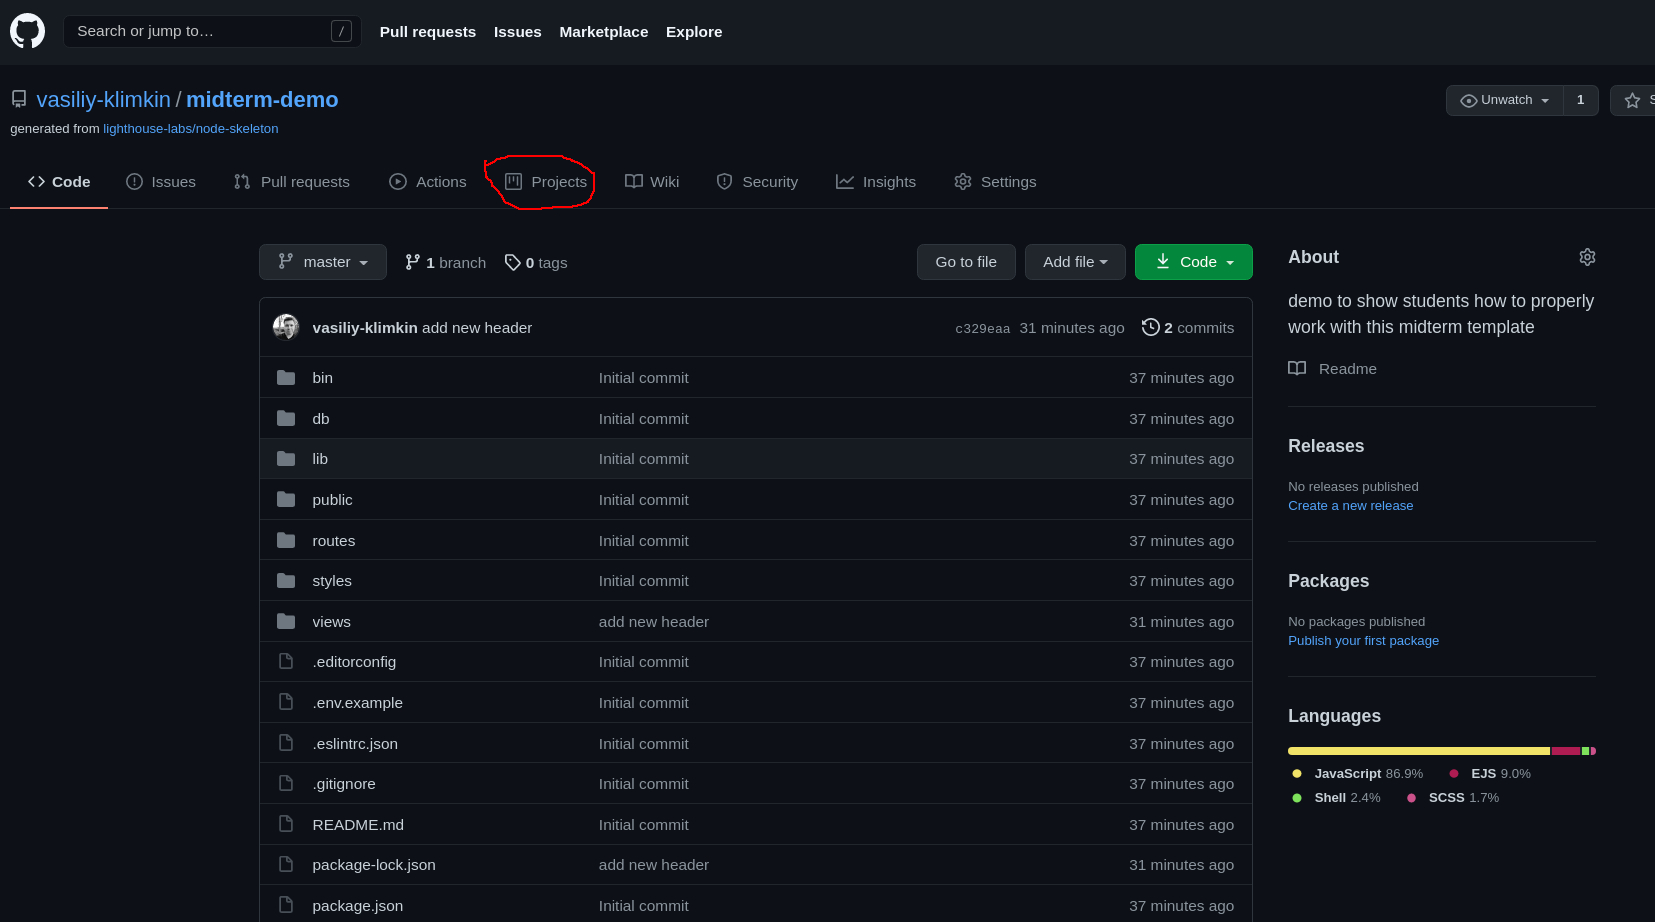 Search or jump to… /
Pull requests Issues Marketplace Explore
vasiliy-klimkin / midterm-demo
generated from lighthouse-labs/node-skeleton
Unwatch 1
Code Issues Pull requests Actions Projects Wiki Security Insights Settings
master 1 branch 0 tags Go to file Add file Code
vasiliy-klimkin add new header c329eaa 31 minutes ago 2 commits
bin Initial commit 37 minutes ago
db Initial commit 37 minutes ago
lib Initial commit 37 minutes ago
public Initial commit 37 minutes ago
routes Initial commit 37 minutes ago
styles Initial commit 37 minutes ago
views add new header 31 minutes ago
.editorconfig Initial commit 37 minutes ago
.env.example Initial commit 37 minutes ago
.eslintrc.json Initial commit 37 minutes ago
.gitignore Initial commit 37 minutes ago
README.md Initial commit 37 minutes ago
package-lock.json add new header 31 minutes ago
package.json Initial commit 37 minutes ago
About
demo to show students how to properly
work with this midterm template
Readme
Releases
No releases published
Create a new release
Packages
No packages published
Publish your first package
Languages
JavaScript 86.9% EJS 9.0%
Shell 2.4% SCSS 1.7%